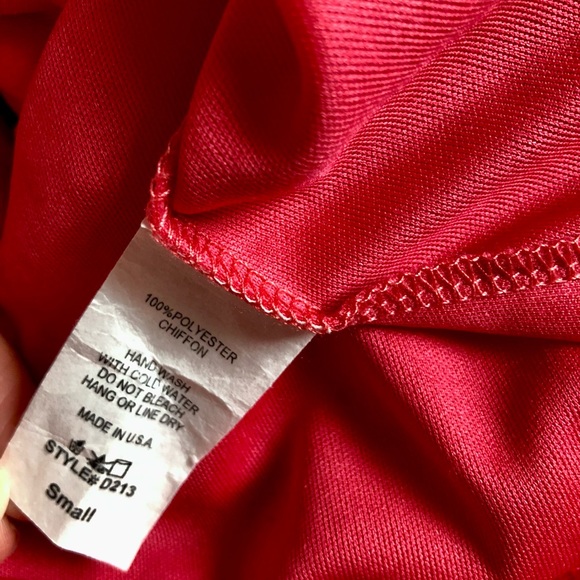 100%POLYESTER
CHIFFON
HAND WASH
WITH COLD WATER
DO NOT BLEACH
HANG OR LINE DRY
MADE IN U.S.A
STYLE# D213
Small